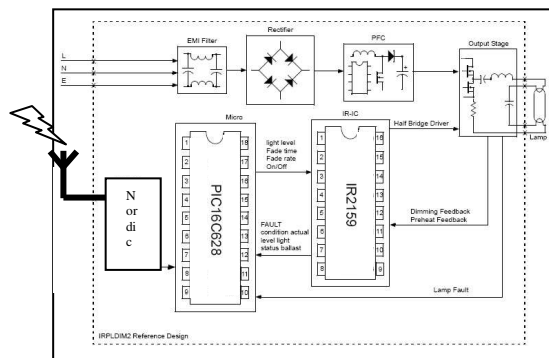 EMI Filter
Rectifier
PFC
Output Stage
L
N
E
Lamp
Micro
IR-IC
Half Bridge Driver
1
2
3
4
5
6
7
8
9
18
17
16
15
14
13
12
11
10
PIC16C628
light level
Fade time
Fade rate
On/Off
FAULT
condition actual
level light
status ballast
1
2
3
4
5
6
7
8
16
15
14
13
12
11
10
9
IR2159
Dimming Feedback
Preheat Feedback
Lamp Fault
N
or
dic
IRPLDIM2 Reference Design